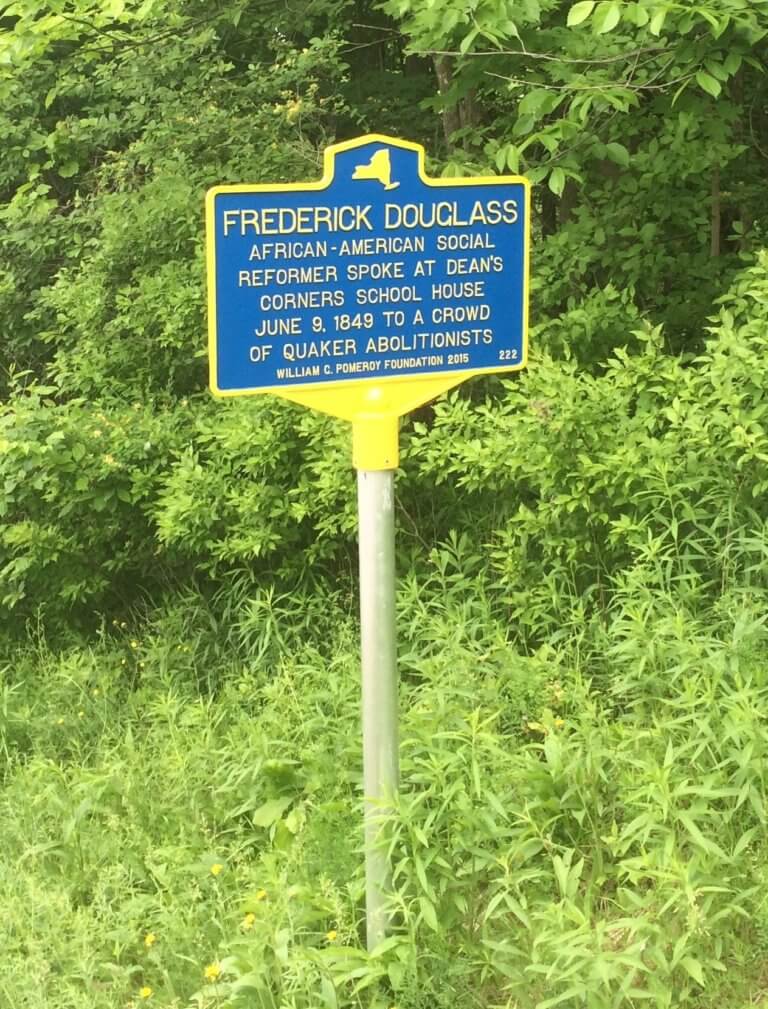 FREDERICK DOUGLASS
AFRICAN-AMERICAN SOCIAL
REFORMER SPOKE AT DEAN'S
CORNERS SCHOOL HOUSE
JUNE 9, 1849 TO A CROWD
OF QUAKER ABOLITIONISTS
WILLIAM C. POMEROY FOUNDATION 2015 222